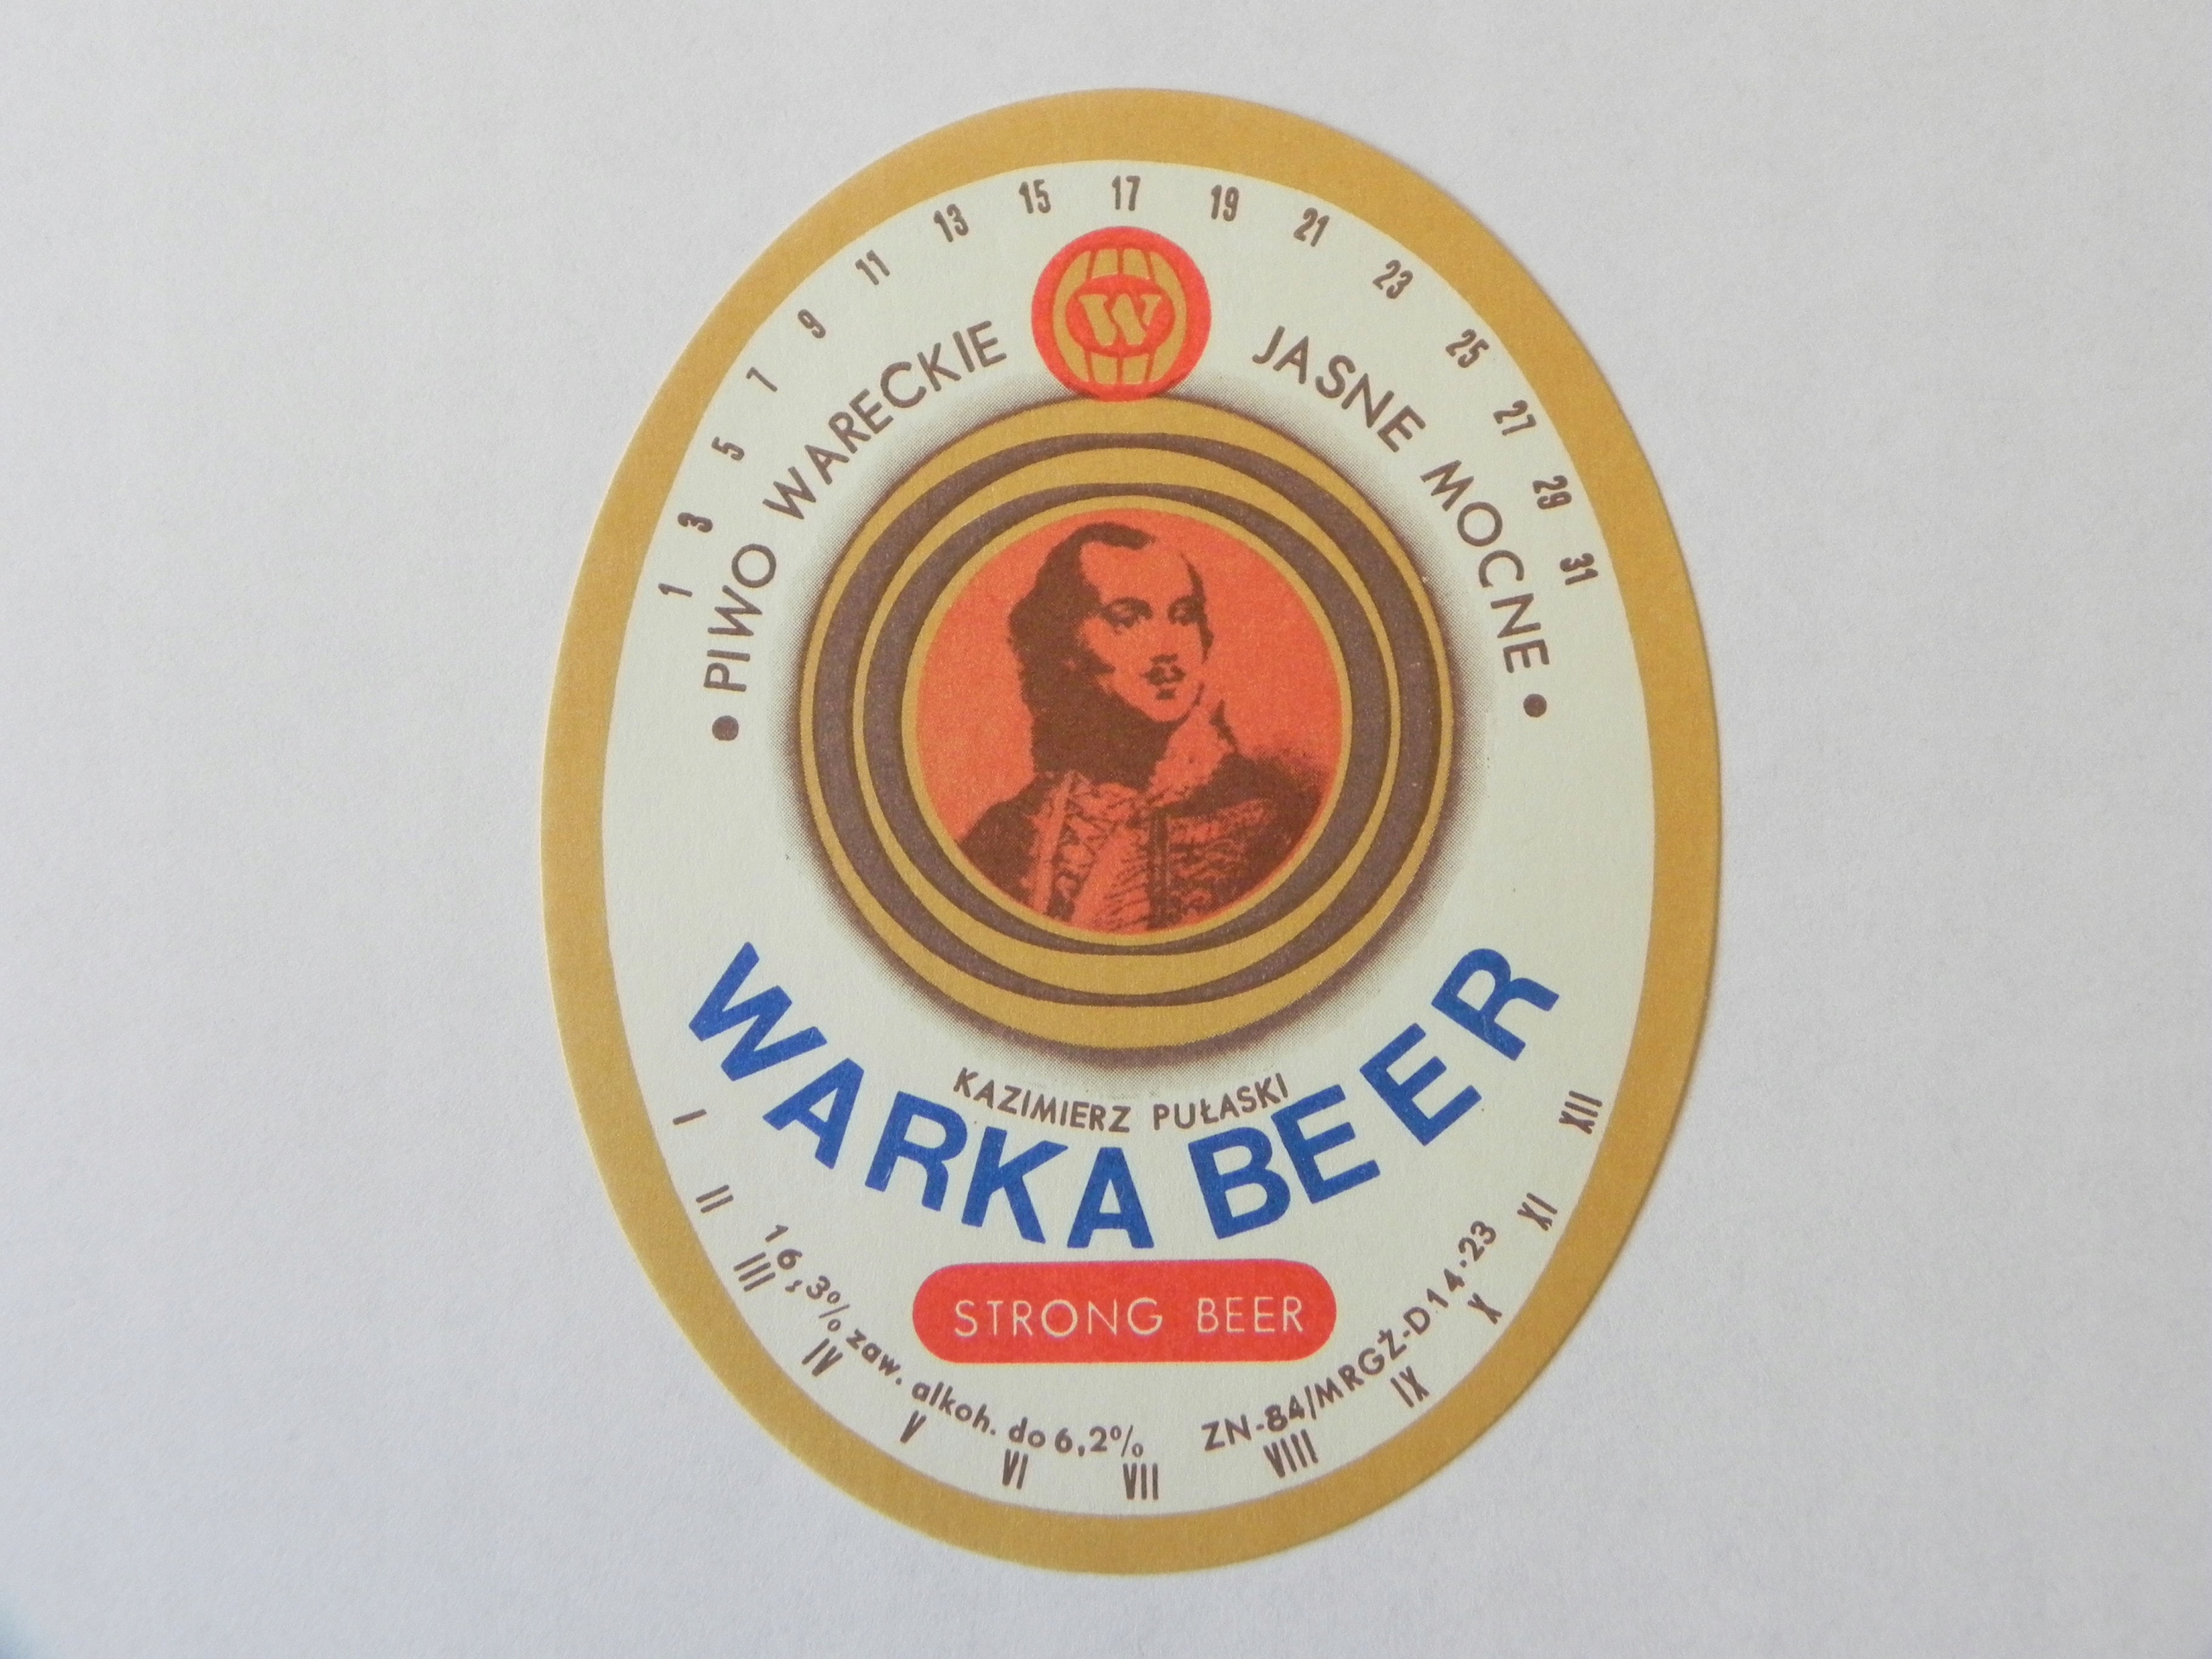 1 3 5 7 9 11 13 15 17 19 21 23 25 27 29 31
• PIWO WARECKIE JASNE MOCNE •
W
KAZIMIERZ PUŁASKI
WARKA BEER
STRONG BEER
16,3% zaw. alkoh. do 6,2% ZN-84/MRGŻ-D.14-23
I II III IV V VI VII VIII IX X XI XII